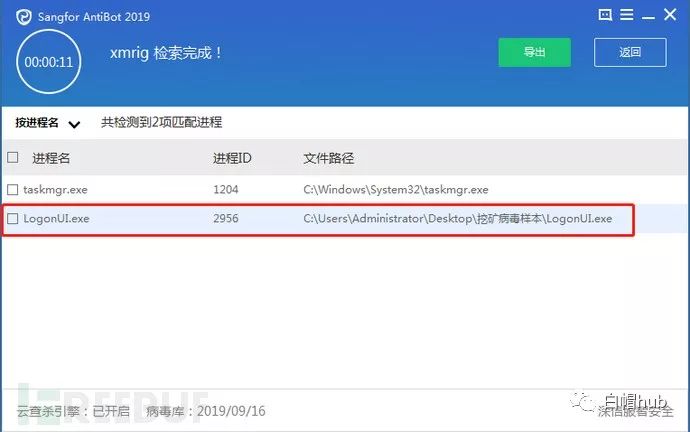 Sangfor AntiBot 2019
00:00:11
xmrig 检索完成！
导出
返回
按进程名 共检测到2项匹配进程
进程名 进程ID 文件路径
taskmgr.exe 1204 C:\Windows\System32\taskmgr.exe
LogonUI.exe 2956 C:\Users\Administrator\Desktop\挖矿病毒样本\LogonUI.exe
REEBUF
云查杀引擎：已开启 病毒库：2019/09/16
白帽hub
深信服智安全